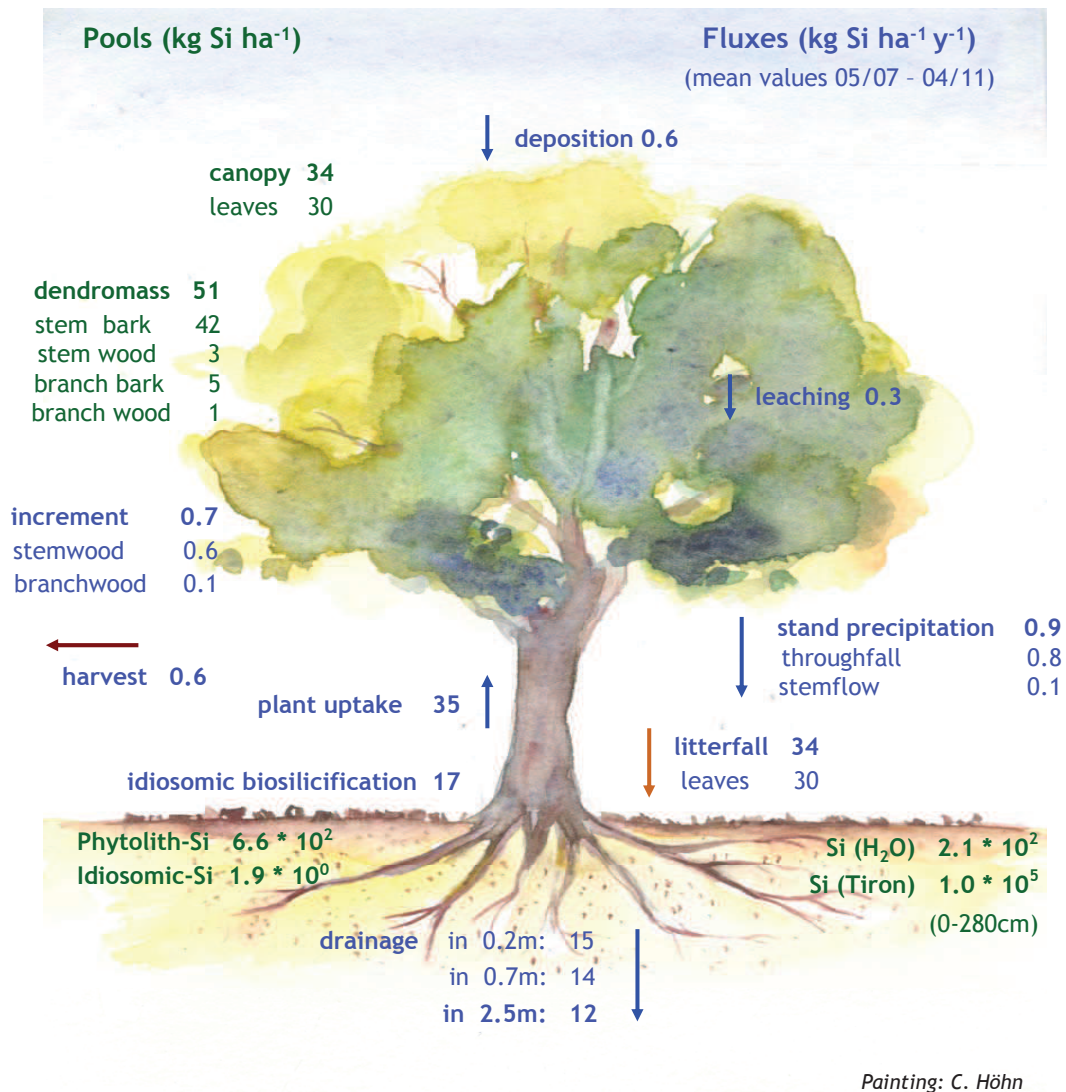 Pools (kg Si ha⁻¹)
Fluxes (kg Si ha⁻¹ y⁻¹)
(mean values 05/07 - 04/11)
deposition 0.6
canopy 34
leaves 30
dendromass 51
stem bark 42
stem wood 3
branch bark 5
branch wood 1
leaching 0.3
increment 0.7
stemwood 0.6
branchwood 0.1
harvest 0.6
stand precipitation 0.9
throughfall 0.8
stemflow 0.1
plant uptake 35
litterfall 34
leaves 30
idiosomic biosilicification 17
Phytolith-Si 6.6 * 10²
Idiosomic-Si 1.9 * 10⁰
Si (H₂O) 2.1 * 10²
Si (Tiron) 1.0 * 10⁵
(0-280cm)
drainage in 0.2m: 15
in 0.7m: 14
in 2.5m: 12
Painting: C. Höhn